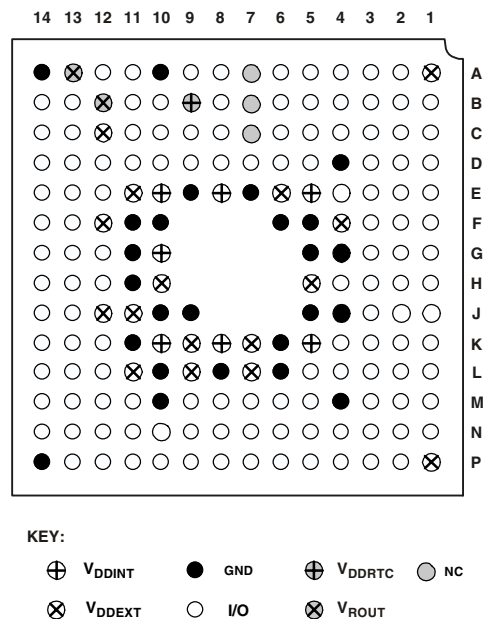 14 13 12 11 10 9 8 7 6 5 4 3 2 1
A
B
C
D
E
F
G
H
J
K
L
M
N
P
KEY:
VDDINT GND VDDRTC NC
VDDEXT I/O VROUT